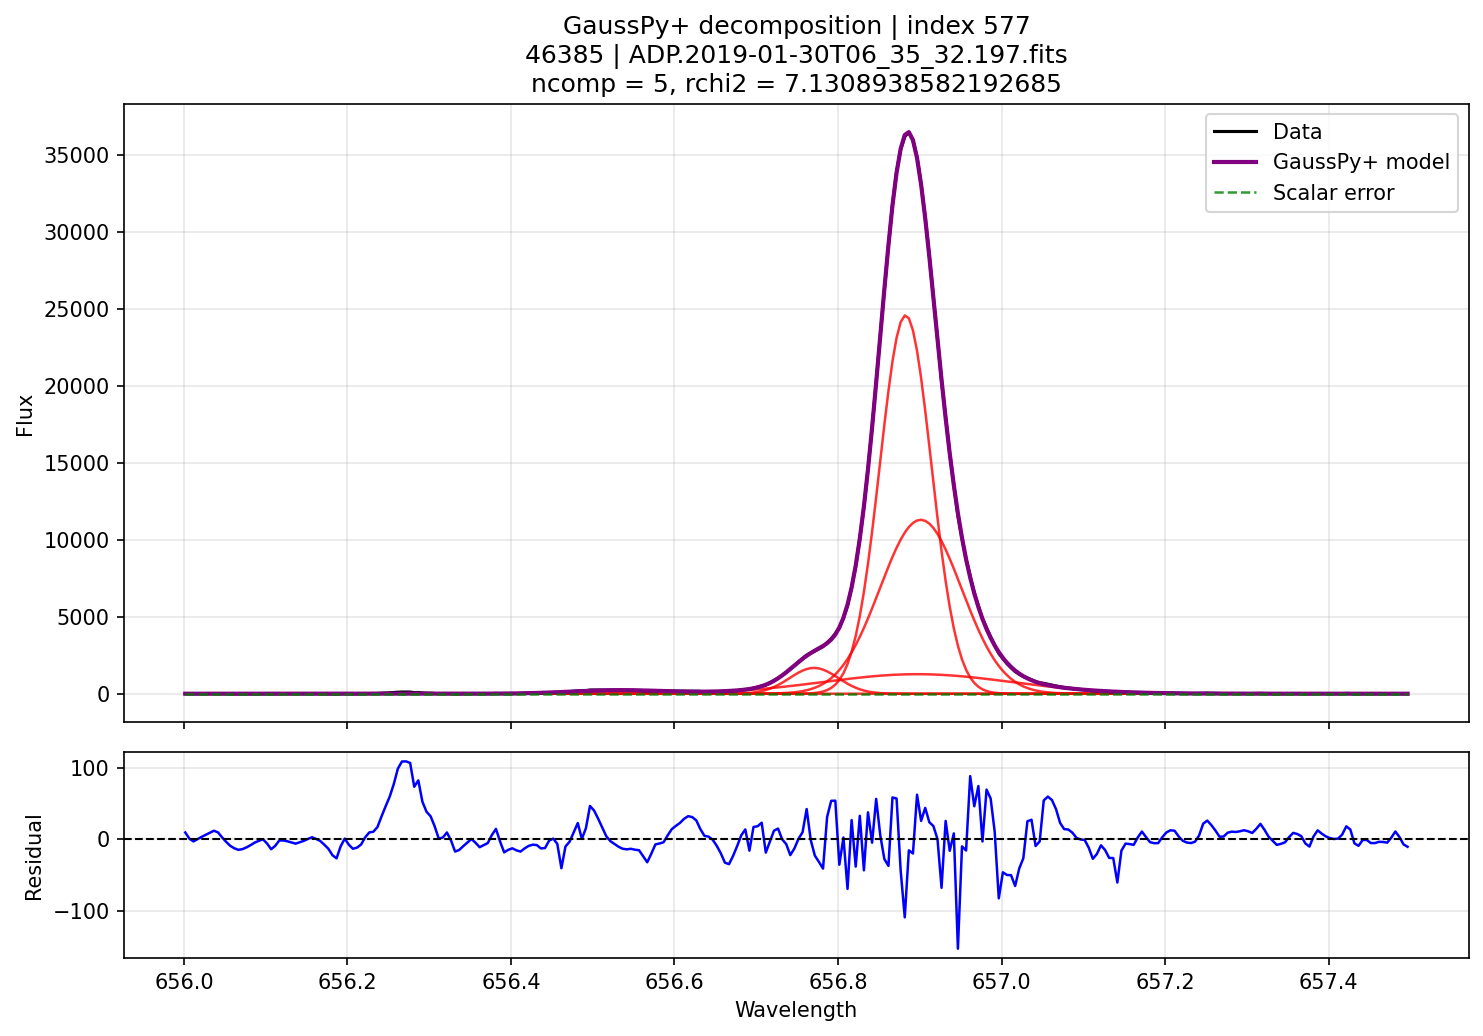 GaussPy+ decomposition | index 577
46385 | ADP.2019-01-30T06_35_32.197.fits
ncomp = 5, rchi2 = 7.1308938582192685
Data
GaussPy+ model
Scalar error
Flux
35000
30000
25000
20000
15000
10000
5000
0
Residual
100
0
−100
656.0 656.2 656.4 656.6 656.8 657.0 657.2 657.4
Wavelength